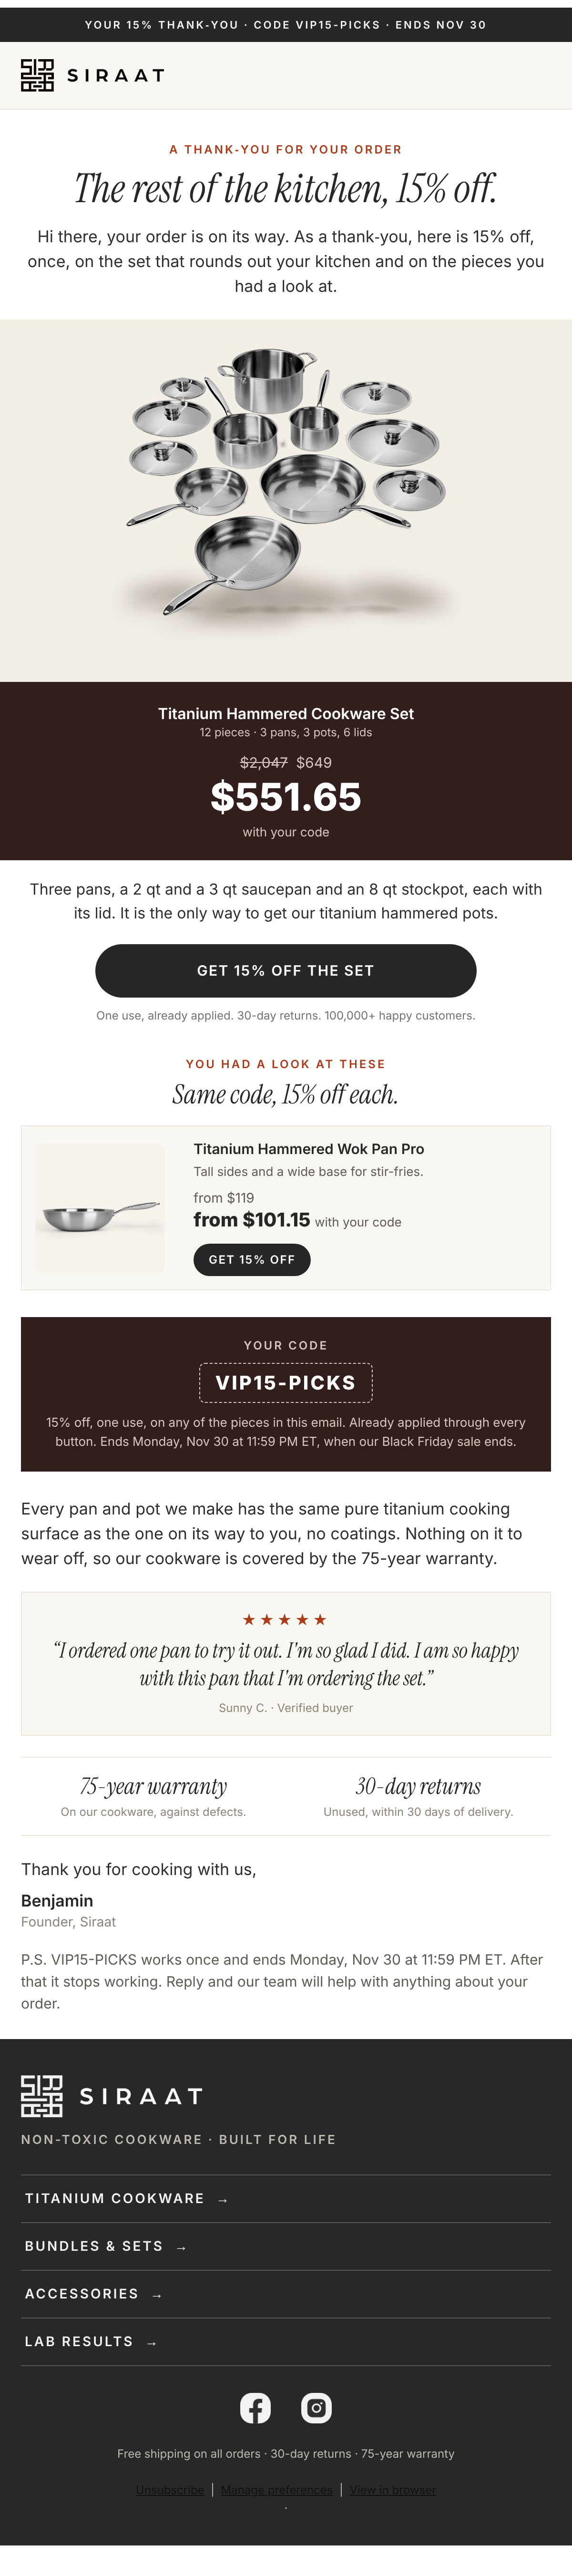 YOUR 15% THANK-YOU · CODE VIP15-PICKS · ENDS NOV 30
SIRAAT
A THANK-YOU FOR YOUR ORDER
The rest of the kitchen, 15% off.
Hi there, your order is on its way. As a thank-you, here is 15% off,
once, on the set that rounds out your kitchen and on the pieces you
had a look at.
Titanium Hammered Cookware Set
12 pieces · 3 pans, 3 pots, 6 lids
$2,047 $649
$551.65
with your code
Three pans, a 2 qt and a 3 qt saucepan and an 8 qt stockpot, each with
its lid. It is the only way to get our titanium hammered pots.
GET 15% OFF THE SET
One use, already applied. 30-day returns. 100,000+ happy customers.
YOU HAD A LOOK AT THESE
Same code, 15% off each.
Titanium Hammered Wok Pan Pro
Tall sides and a wide base for stir-fries.
from $119
from $101.15 with your code
GET 15% OFF
YOUR CODE
VIP15-PICKS
15% off, one use, on any of the pieces in this email. Already applied through every
button. Ends Monday, Nov 30 at 11:59 PM ET, when our Black Friday sale ends.
Every pan and pot we make has the same pure titanium cooking
surface as the one on its way to you, no coatings. Nothing on it to
wear off, so our cookware is covered by the 75-year warranty.
★★★★★
“I ordered one pan to try it out. I'm so glad I did. I am so happy
with this pan that I'm ordering the set.”
Sunny C. · Verified buyer
75-year warranty
On our cookware, against defects.
30-day returns
Unused, within 30 days of delivery.
Thank you for cooking with us,
Benjamin
Founder, Siraat
P.S. VIP15-PICKS works once and ends Monday, Nov 30 at 11:59 PM ET. After
that it stops working. Reply and our team will help with anything about your
order.
SIRAAT
NON-TOXIC COOKWARE · BUILT FOR LIFE
TITANIUM COOKWARE →
BUNDLES & SETS →
ACCESSORIES →
LAB RESULTS →
Free shipping on all orders · 30-day returns · 75-year warranty
Unsubscribe | Manage preferences | View in browser
.